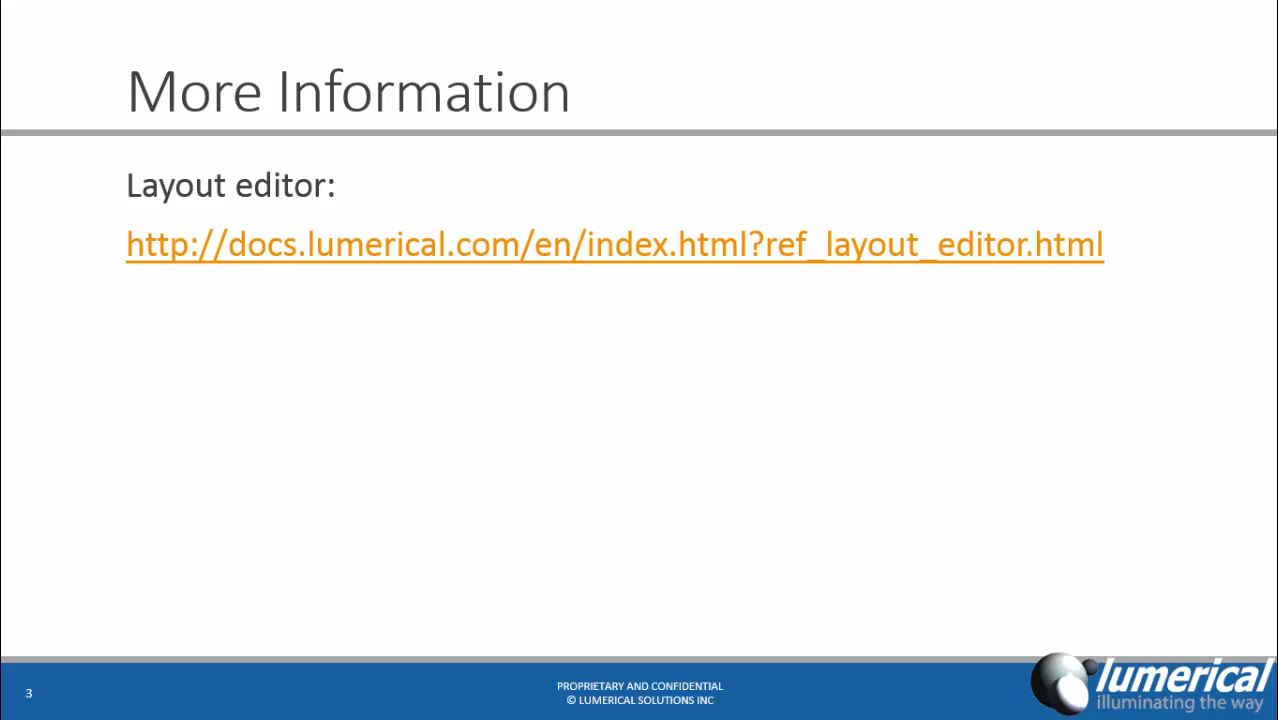 More Information
Layout editor:
http://docs.lumerical.com/en/index.html?ref_layout_editor.html
3
PROPRIETARY AND CONFIDENTIAL
© LUMERICAL SOLUTIONS INC
lumerical
illuminating the way